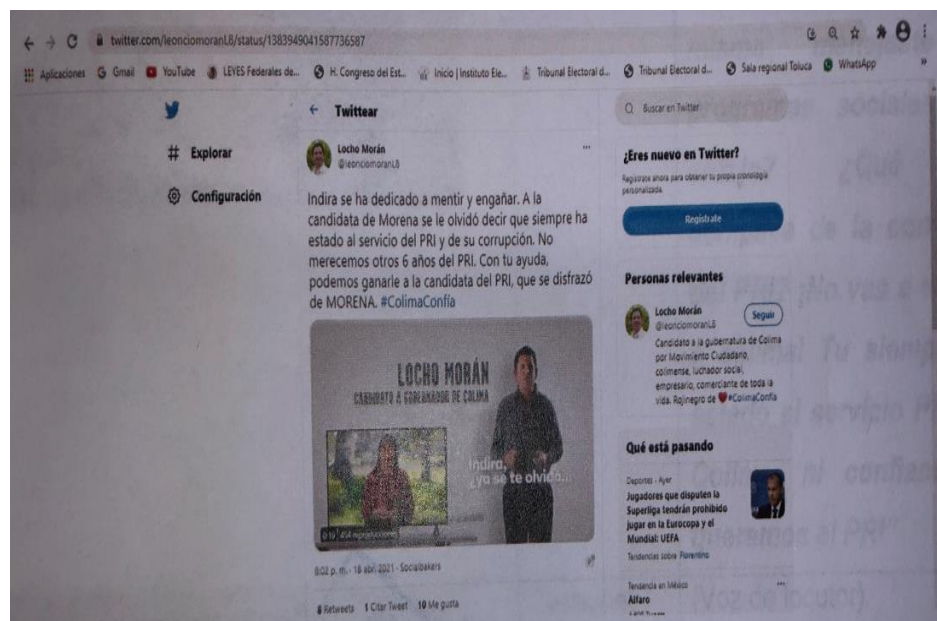 twitter.com/leonciomoranL8/status/1383949041587736587
Aplicaciones Gmail YouTube LEYES Federales de... H. Congreso del Est... Inicio | Instituto Ele... Tribunal Electoral d... Tribunal Electoral d... Sala regional Toluca WhatsApp »
Explorar
Configuración
Twittear
Locho Morán
@leonciomoranL8
Indira se ha dedicado a mentir y engañar. A la
candidata de Morena se le olvidó decir que siempre ha
estado al servicio del PRI y de su corrupción. No
merecemos otros 6 años del PRI. Con tu ayuda,
podemos ganarle a la candidata del PRI, que se disfrazó
de MORENA. #ColimaConfía
LOCHO MORÁN
CANDIDATO A GOBERNADOR DE COLIMA
Indira,
¿ya se te olvidó...
0:10 454 reproducciones
8:02 p. m. · 18 abr. 2021 · Socialbakers
8 Retweets 1 Citar Tweet 10 Me gusta
Buscar en Twitter
¿Eres nuevo en Twitter?
Regístrate ahora para obtener tu propia cronología
personalizada.
Regístrate
Personas relevantes
Locho Morán
@leonciomoranL8
Seguir
Candidato a la gubernatura de Colima
por Movimiento Ciudadano,
colimense, luchador social,
empresario, comerciante de toda la
vida. Rojinegro de ❤ #ColimaConfía
Qué está pasando
Deportes · Ayer
Jugadores que disputen la
Superliga tendrán prohibido
jugar en la Eurocopa y el
Mundial: UEFA
Tendencias sobre Florentino
Tendencia en México
Alfaro